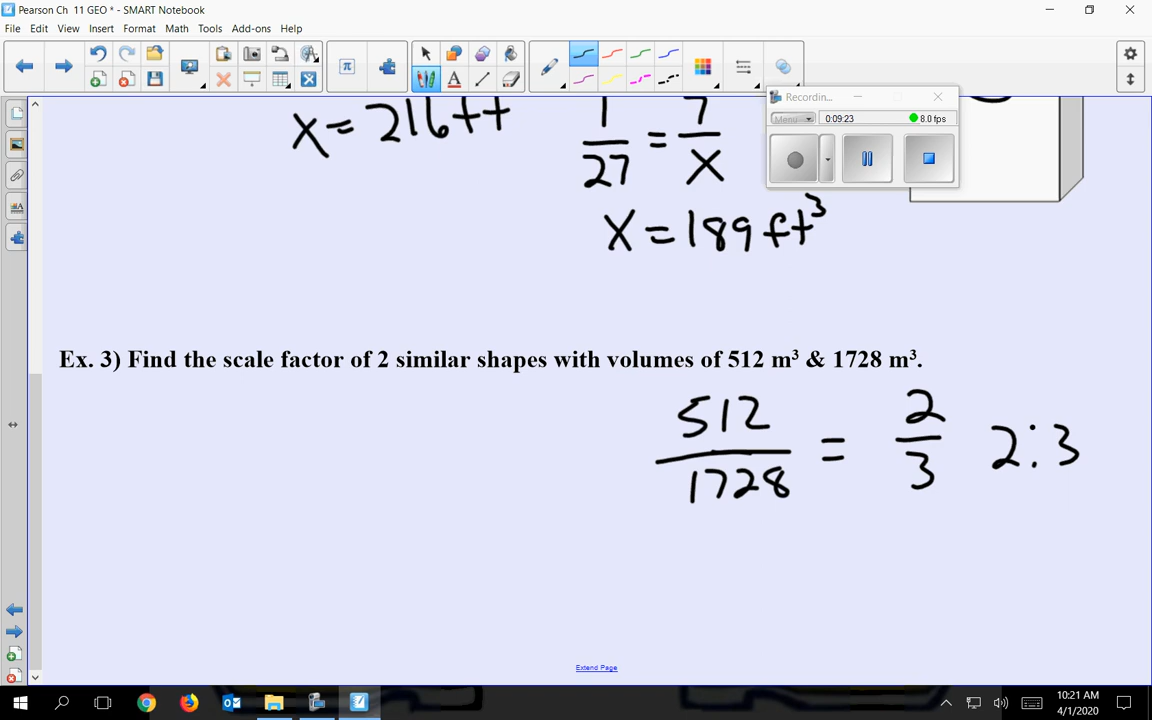 Pearson Ch 11 GEO * - SMART Notebook
File Edit View Insert Format Math Tools Add-ons Help
Recordin...
Menu 0:09:23 8.0 fps
x = 216 ft
1/27 = 7/X
X = 189 ft³
Ex. 3) Find the scale factor of 2 similar shapes with volumes of 512 m³ & 1728 m³.
512/1728 = 2/3 2:3
Extend Page
10:21 AM
4/1/2020